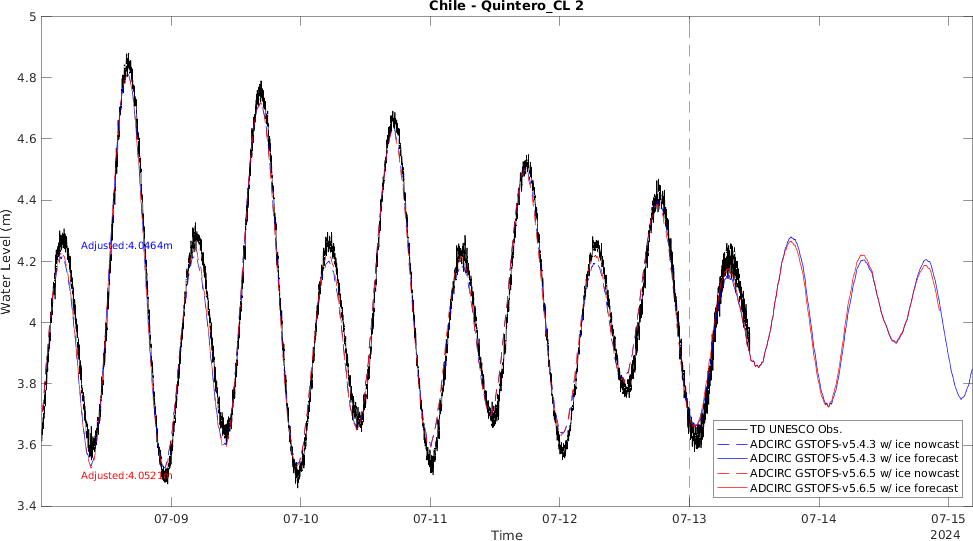 Chile - Quintero_CL 2
Water Level (m)
5
4.8
4.6
4.4
4.2
4
3.8
3.6
3.4
Adjusted:4.0464m
Adjusted:4.0521m
TD UNESCO Obs.
ADCIRC GSTOFS-v5.4.3 w/ ice nowcast
ADCIRC GSTOFS-v5.4.3 w/ ice forecast
ADCIRC GSTOFS-v5.6.5 w/ ice nowcast
ADCIRC GSTOFS-v5.6.5 w/ ice forecast
07-09
07-10
07-11
07-12
07-13
07-14
07-15
Time
2024